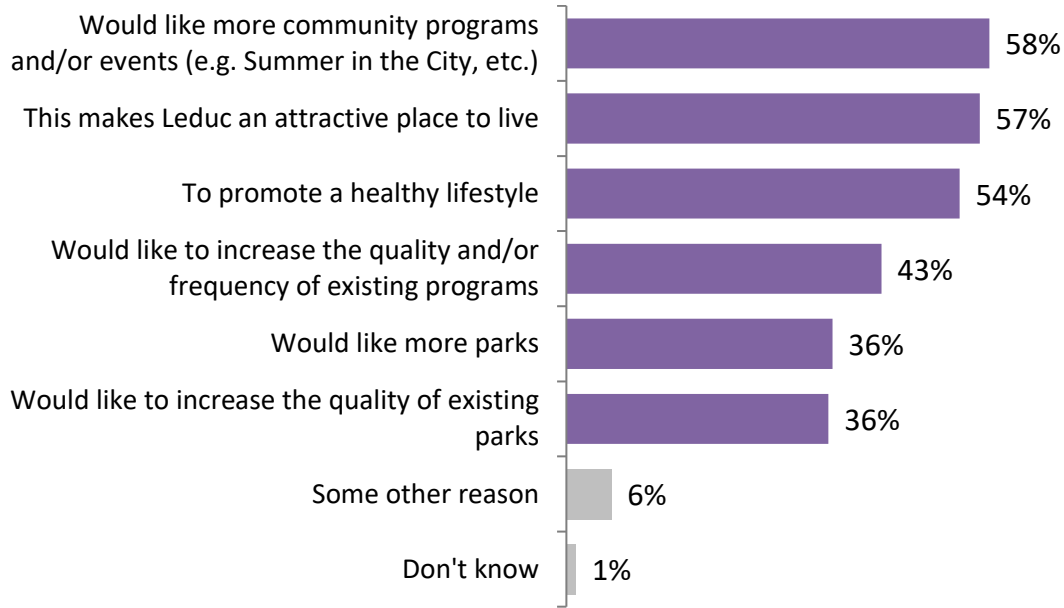 Would like more community programs
and/or events (e.g. Summer in the City, etc.)
58%
This makes Leduc an attractive place to live
57%
To promote a healthy lifestyle
54%
Would like to increase the quality and/or
frequency of existing programs
43%
Would like more parks
36%
Would like to increase the quality of existing
parks
36%
Some other reason
6%
Don't know
1%